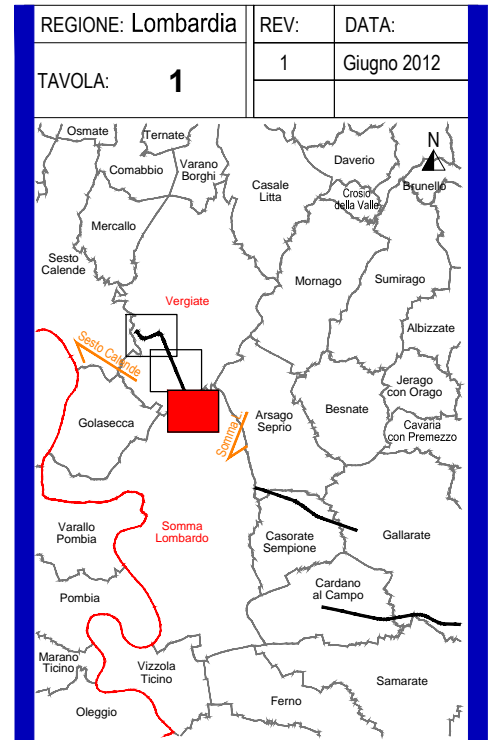 REGIONE: Lombardia
REV:
DATA:
TAVOLA: 1
1
Giugno 2012
Osmate
Ternate
N
Comabbio
Varano
Borghi
Daverio
Casale
Litta
Crosio
della Valle
Brunello
Mercallo
Sesto
Calende
Mornago
Sumirago
Vergiate
Albizzate
Sesto Calende
Jerago
con Orago
Golasecca
Arsago
Seprio
Besnate
Somma...
Cavaria
con Premezzo
Varallo
Pombia
Somma
Lombardo
Casorate
Sempione
Gallarate
Cardano
al Campo
Pombia
Marano
Ticino
Vizzola
Ticino
Samarate
Ferno
Oleggio